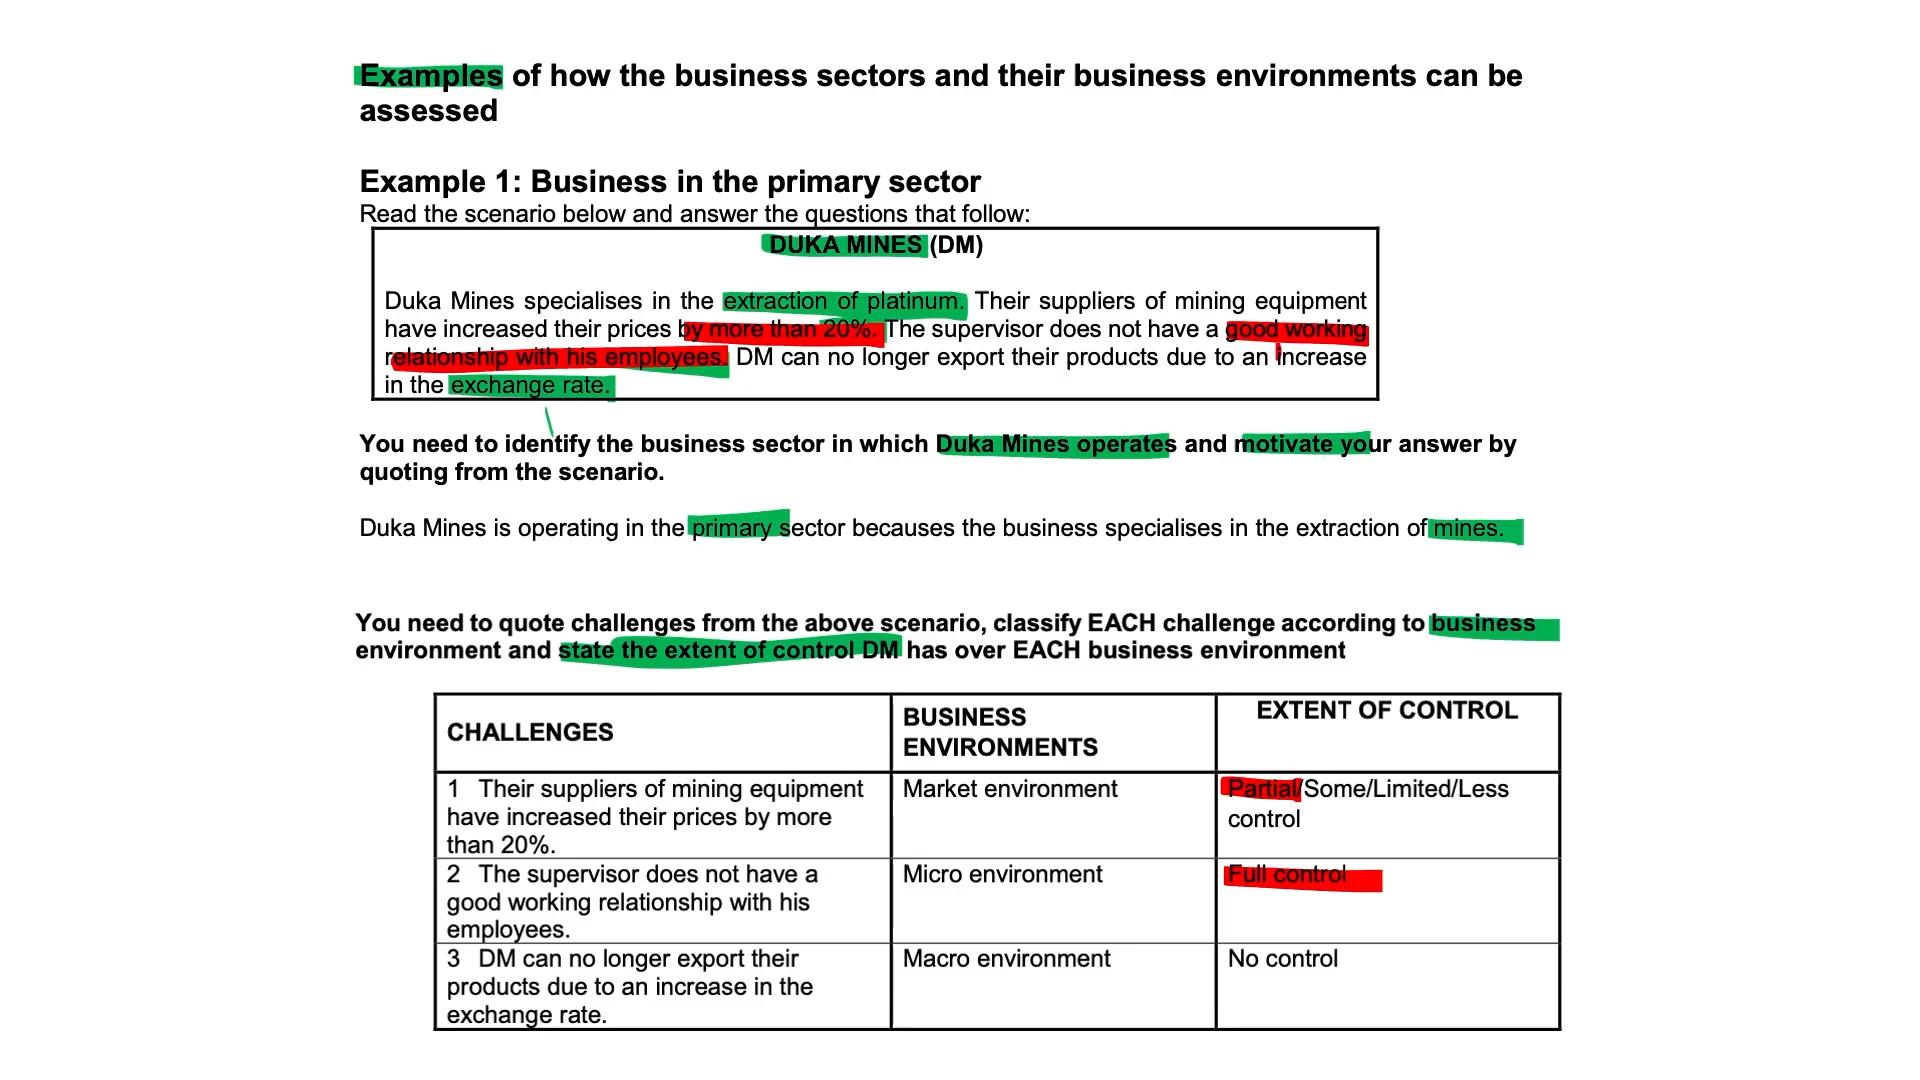 Examples of how the business sectors and their business environments can be
assessed
Example 1: Business in the primary sector
Read the scenario below and answer the questions that follow:
DUKA MINES (DM)
Duka Mines specialises in the extraction of platinum. Their suppliers of mining equipment
have increased their prices by more than 20%. The supervisor does not have a good working
relationship with his employees. DM can no longer export their products due to an increase
in the exchange rate.
You need to identify the business sector in which Duka Mines operates and motivate your answer by
quoting from the scenario.
Duka Mines is operating in the primary sector becauses the business specialises in the extraction of mines.
You need to quote challenges from the above scenario, classify EACH challenge according to business
environment and state the extent of control DM has over EACH business environment
CHALLENGES
BUSINESS
ENVIRONMENTS
EXTENT OF CONTROL
1 Their suppliers of mining equipment
have increased their prices by more
than 20%.
Market environment
Partial/Some/Limited/Less
control
2 The supervisor does not have a
good working relationship with his
employees.
Micro environment
Full control
3 DM can no longer export their
products due to an increase in the
exchange rate.
Macro environment
No control